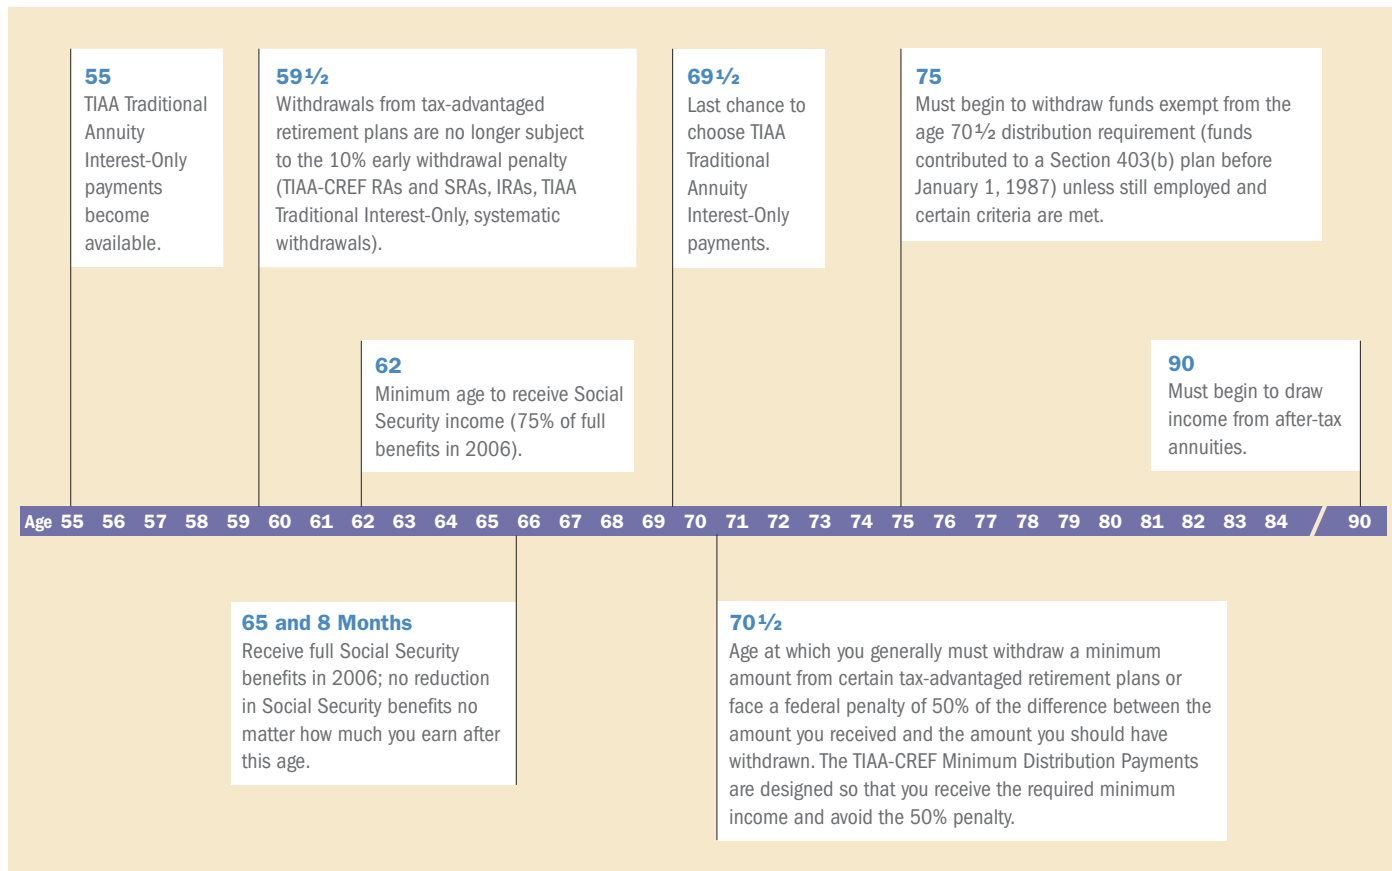 55
TIAA Traditional
Annuity
Interest-Only
payments
become
available.
59½
Withdrawals from tax-advantaged
retirement plans are no longer subject
to the 10% early withdrawal penalty
(TIAA-CREF RAs and SRAs, IRAs, TIAA
Traditional Interest-Only, systematic
withdrawals).
69½
Last chance to
choose TIAA
Traditional
Annuity
Interest-Only
payments.
75
Must begin to withdraw funds exempt from the
age 70½ distribution requirement (funds
contributed to a Section 403(b) plan before
January 1, 1987) unless still employed and
certain criteria are met.
62
Minimum age to receive Social
Security income (75% of full
benefits in 2006).
90
Must begin to draw
income from after-tax
annuities.
Age 55 56 57 58 59 60 61 62 63 64 65 66 67 68 69 70 71 72 73 74 75 76 77 78 79 80 81 82 83 84 / 90
65 and 8 Months
Receive full Social Security
benefits in 2006; no reduction
in Social Security benefits no
matter how much you earn after
this age.
70½
Age at which you generally must withdraw a minimum
amount from certain tax-advantaged retirement plans or
face a federal penalty of 50% of the difference between the
amount you received and the amount you should have
withdrawn. The TIAA-CREF Minimum Distribution Payments
are designed so that you receive the required minimum
income and avoid the 50% penalty.